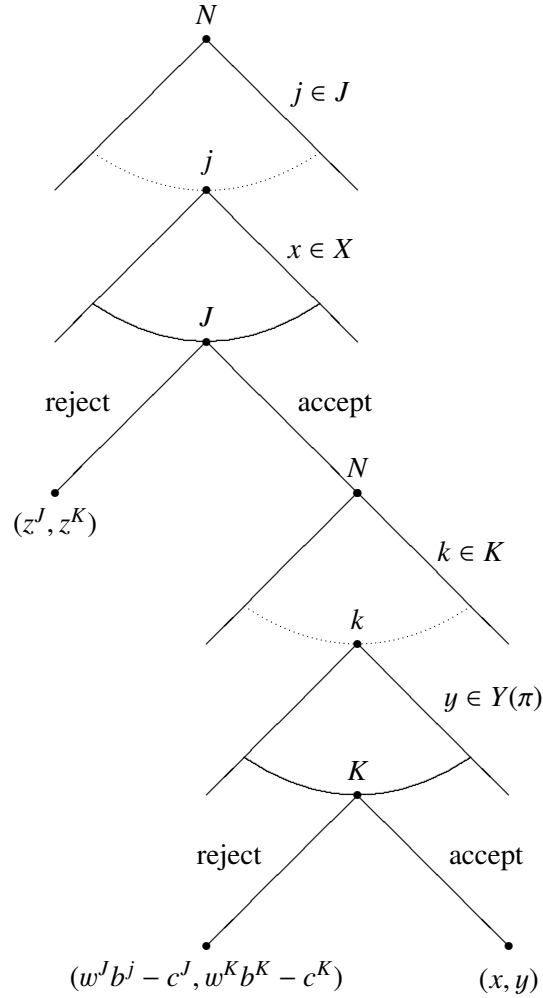 N
j ∈ J
j
x ∈ X
J
reject
accept
N
(z^J, z^K)
k ∈ K
k
y ∈ Y(π)
K
reject
accept
(w^J b^j − c^J, w^K b^K − c^K)
(x, y)